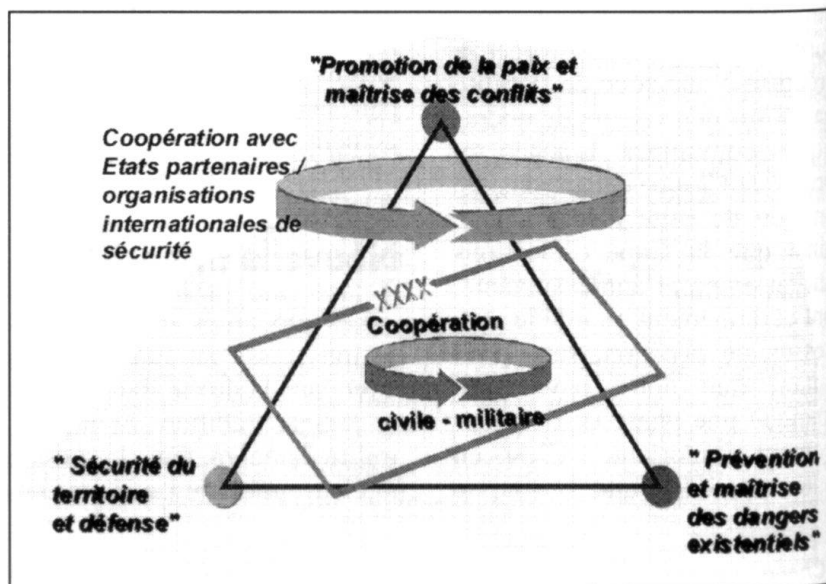 "Promotion de la paix et
maîtrise des conflits"
Coopération avec
Etats partenaires /
organisations
internationales de
sécurité
XXXX
Coopération
civile - militaire
" Sécurité du
territoire
et défense"
" Prévention
et maîtrise
des dangers
existentiels"